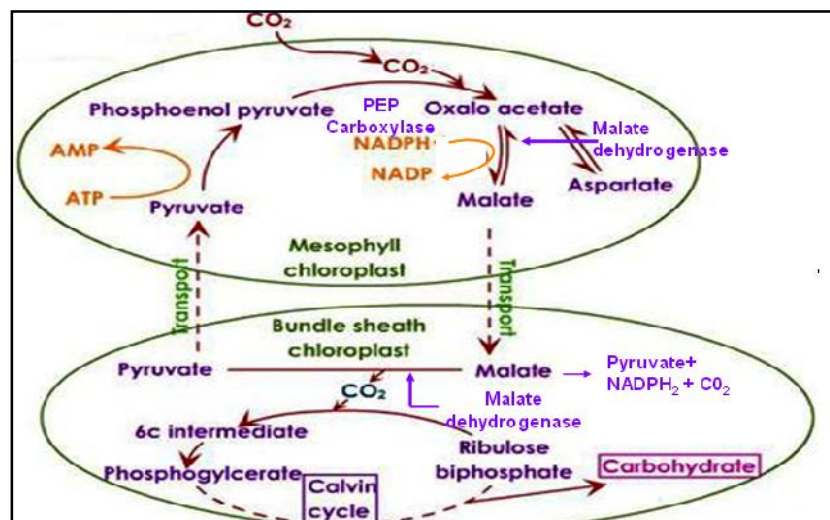 CO₂
CO₂
Phosphoenol pyruvate
PEP
Carboxylase
Oxalo acetate
Malate
dehydrogenase
AMP
ATP
NADPH
NADP
Pyruvate
Malate
Aspartate
Mesophyll
chloroplast
Transport
Transport
Bundle sheath
chloroplast
Pyruvate
Malate
Pyruvate+
NADPH₂ + C0₂
CO₂
Malate
dehydrogenase
6c intermediate
Ribulose
biphosphate
Phosphogylcerate
Calvin
cycle
Carbohydrate